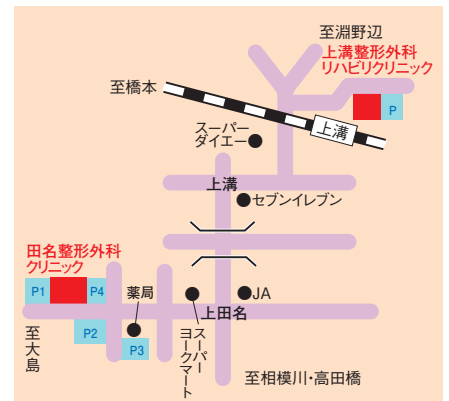 至淵野辺
上溝整形外科
リハビリクリニック
至橋本
P
スーパー
ダイエー
上溝
上溝
セブンイレブン
田名整形外科
クリニック
P1
P4
薬局
JA
上田名
至大島
P2
P3
スーパー
ヨークマート
至相模川・高田橋